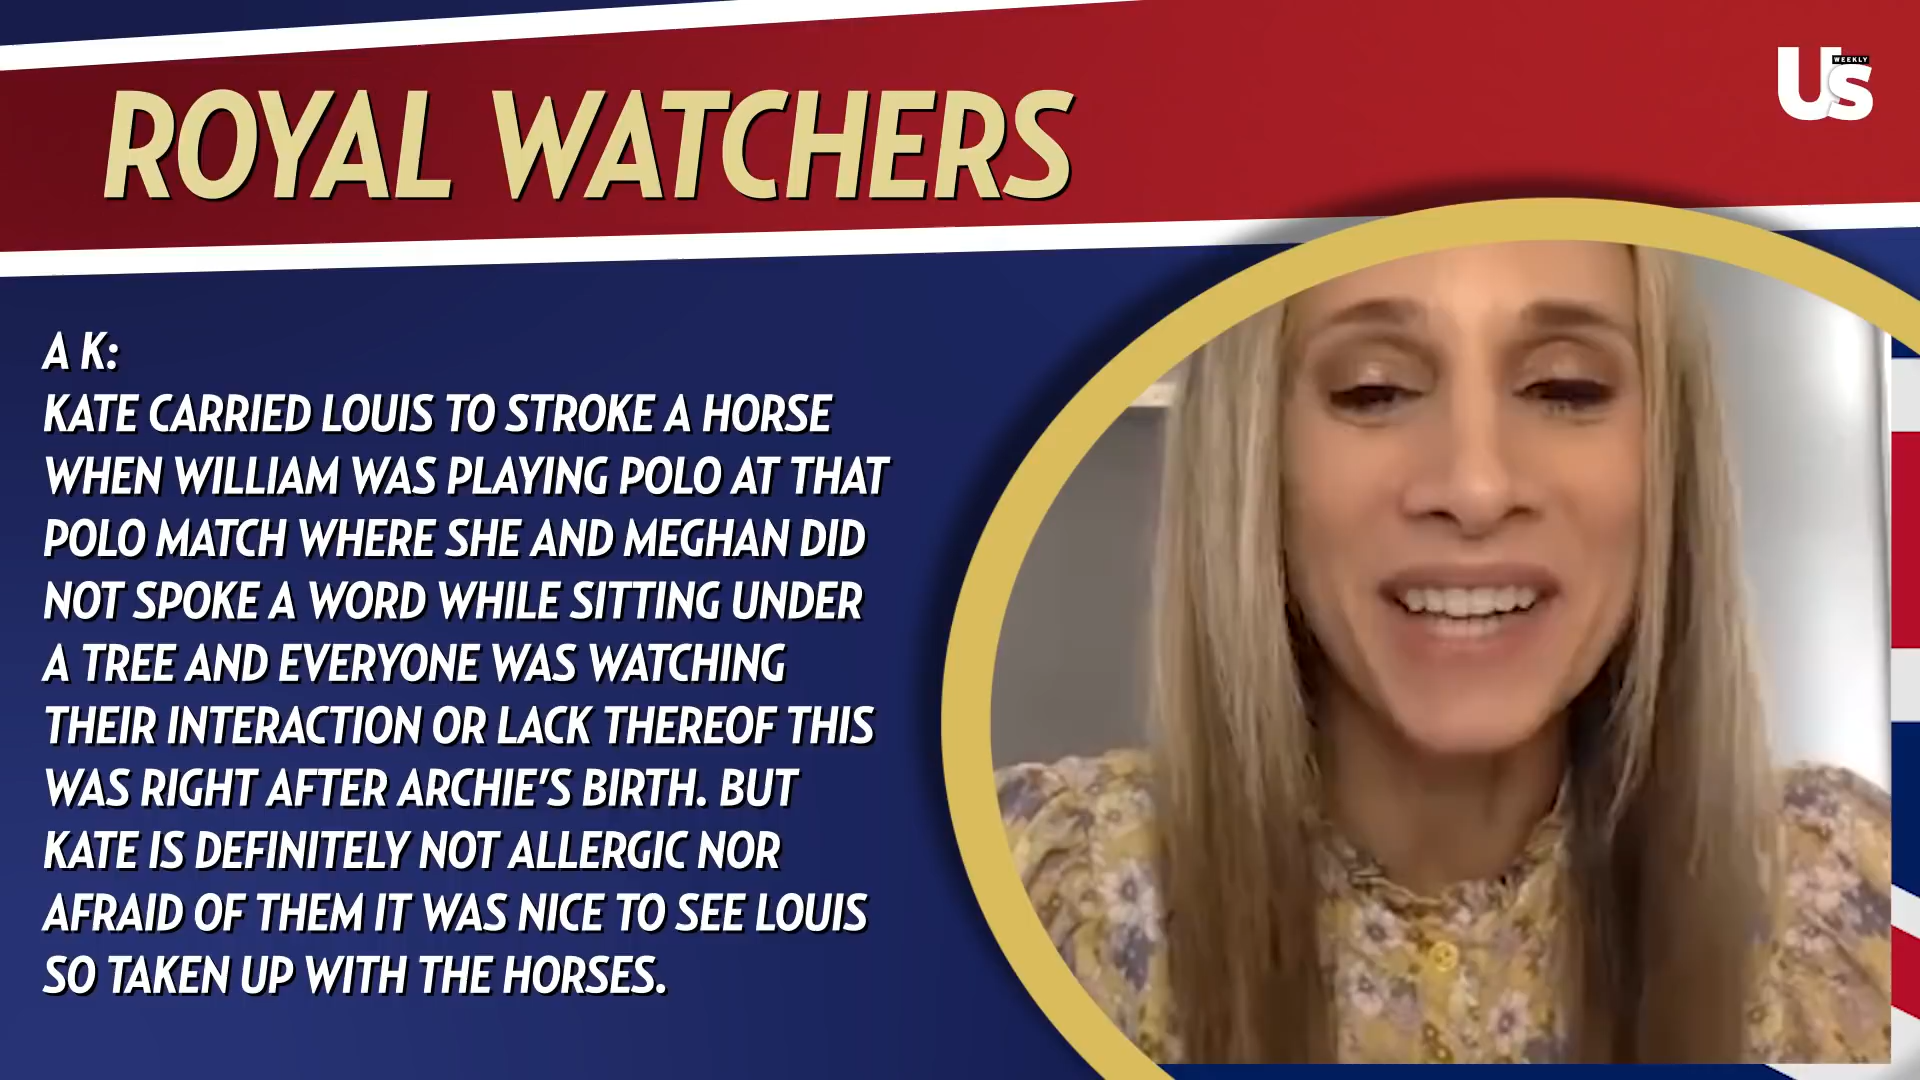 ROYAL WATCHERS
Us
WEEKLY
A K:
KATE CARRIED LOUIS TO STROKE A HORSE
WHEN WILLIAM WAS PLAYING POLO AT THAT
POLO MATCH WHERE SHE AND MEGHAN DID
NOT SPOKE A WORD WHILE SITTING UNDER
A TREE AND EVERYONE WAS WATCHING
THEIR INTERACTION OR LACK THEREOF THIS
WAS RIGHT AFTER ARCHIE'S BIRTH. BUT
KATE IS DEFINITELY NOT ALLERGIC NOR
AFRAID OF THEM IT WAS NICE TO SEE LOUIS
SO TAKEN UP WITH THE HORSES.